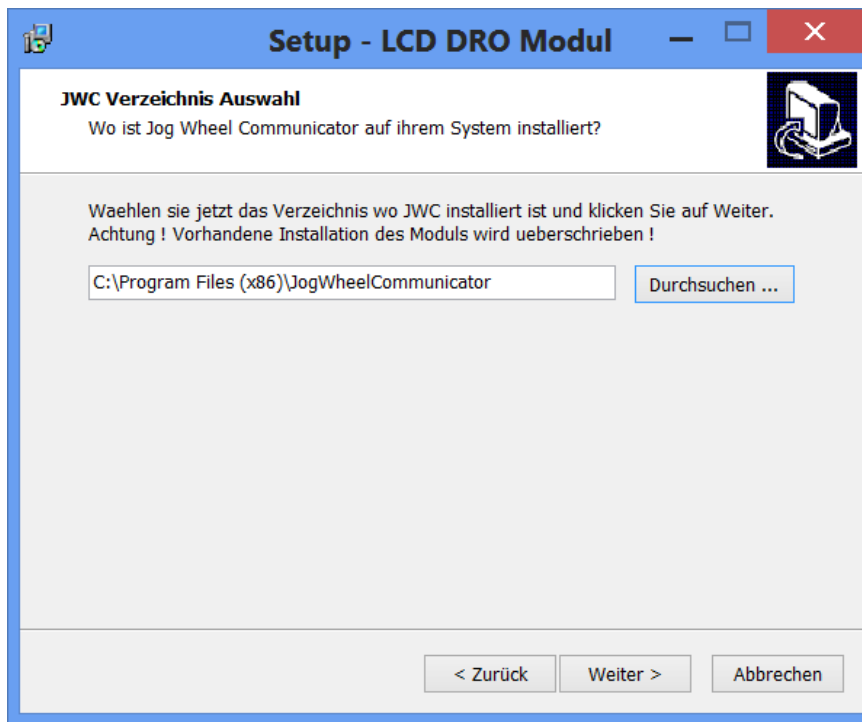 Setup - LCD DRO Modul
JWC Verzeichnis Auswahl
Wo ist Jog Wheel Communicator auf ihrem System installiert?
Waehlen sie jetzt das Verzeichnis wo JWC installiert ist und klicken Sie auf Weiter.
Achtung ! Vorhandene Installation des Moduls wird ueberschrieben !
C:\Program Files (x86)\JogWheelCommunicator
Durchsuchen ...
< Zurück
Weiter >
Abbrechen